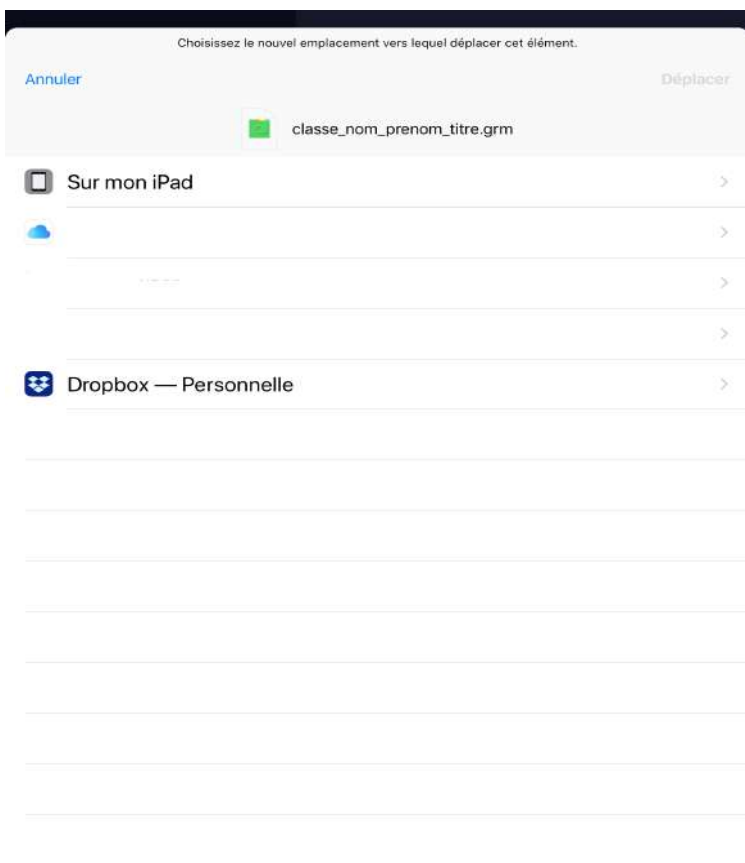 Choisissez le nouvel emplacement vers lequel déplacer cet élément.
Annuler
Déplacer
classe_nom_prenom_titre.grm
Sur mon iPad
Dropbox — Personnelle